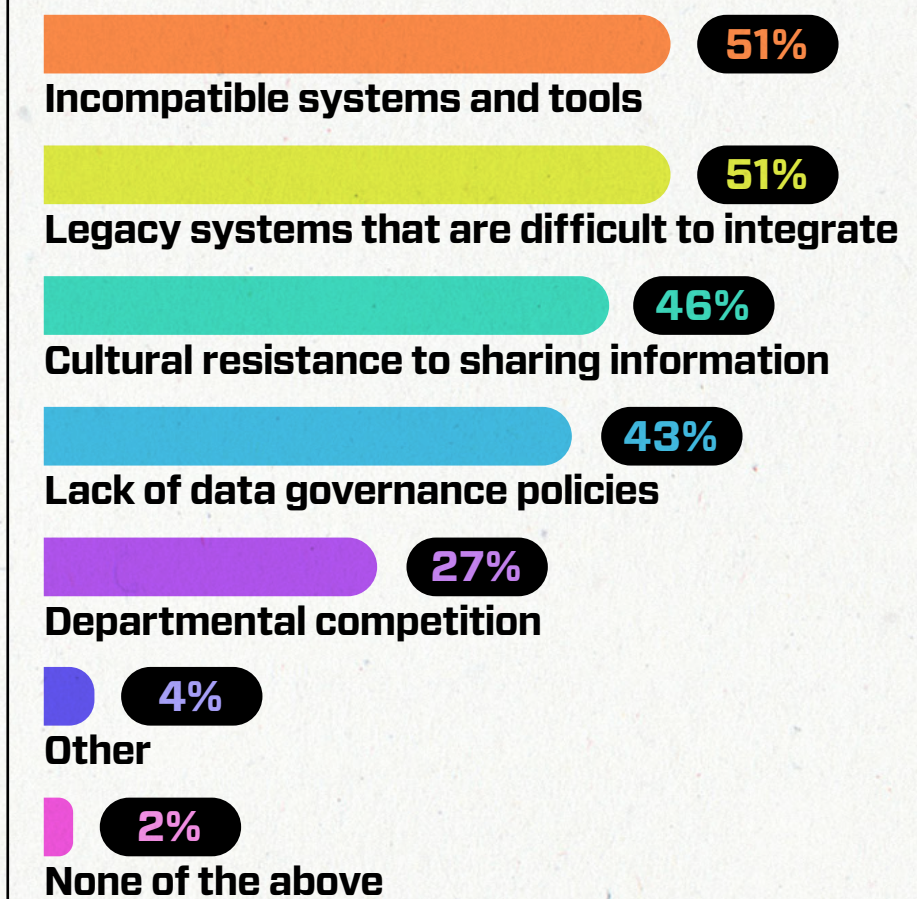 51%
Incompatible systems and tools
51%
Legacy systems that are difficult to integrate
46%
Cultural resistance to sharing information
43%
Lack of data governance policies
27%
Departmental competition
4%
Other
2%
None of the above